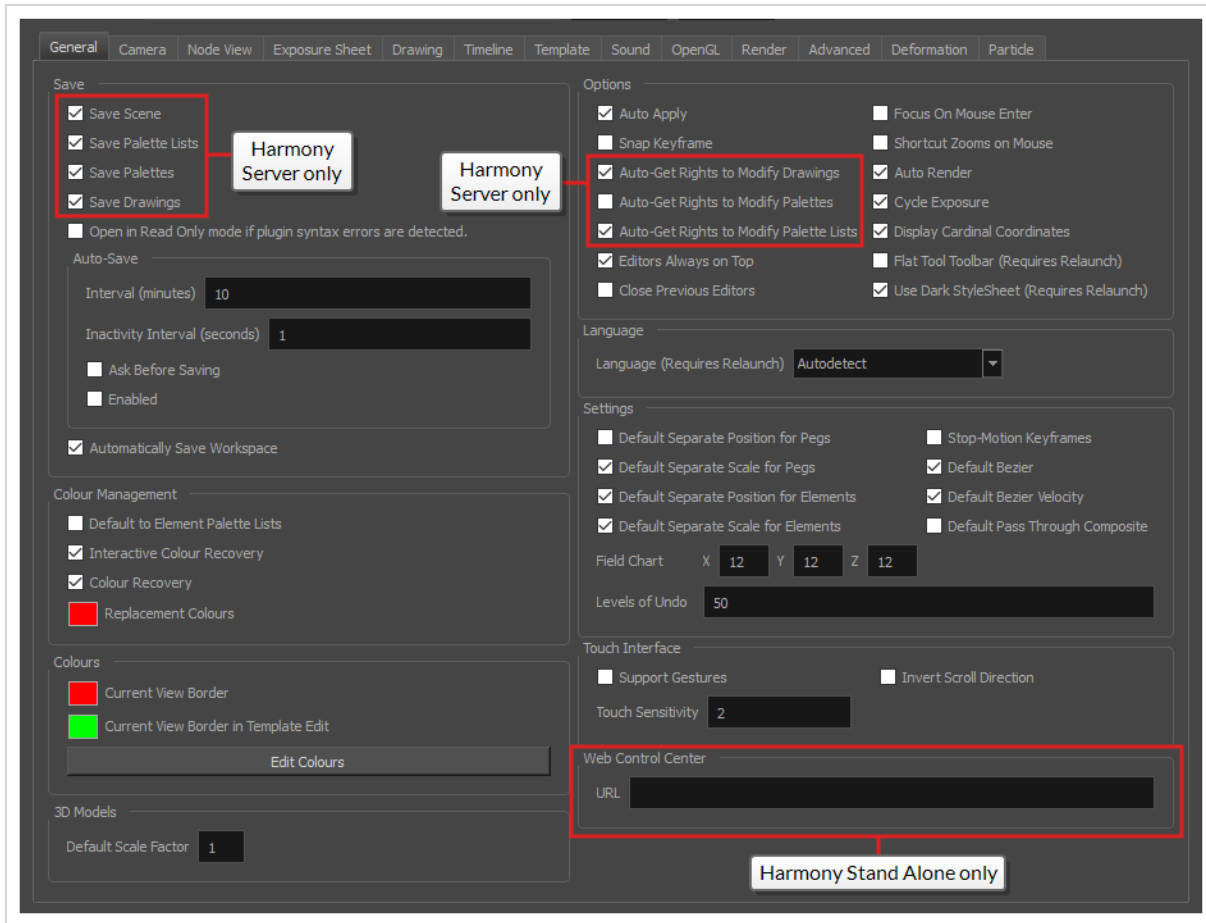 General Camera Node View Exposure Sheet Drawing Timeline Template Sound OpenGL Render Advanced Deformation Particle
Save
Save Scene
Save Palette Lists
Save Palettes
Save Drawings
Harmony
Server only
Open in Read Only mode if plugin syntax errors are detected.
Auto-Save
Interval (minutes) 10
Inactivity Interval (seconds) 1
Ask Before Saving
Enabled
Automatically Save Workspace
Colour Management
Default to Element Palette Lists
Interactive Colour Recovery
Colour Recovery
Replacement Colours
Colours
Current View Border
Current View Border in Template Edit
Edit Colours
3D Models
Default Scale Factor 1
Options
Auto Apply
Snap Keyframe
Auto-Get Rights to Modify Drawings
Auto-Get Rights to Modify Palettes
Auto-Get Rights to Modify Palette Lists
Harmony
Server only
Editors Always on Top
Close Previous Editors
Focus On Mouse Enter
Shortcut Zooms on Mouse
Auto Render
Cycle Exposure
Display Cardinal Coordinates
Flat Tool Toolbar (Requires Relaunch)
Use Dark StyleSheet (Requires Relaunch)
Language
Language (Requires Relaunch) Autodetect
Settings
Default Separate Position for Pegs
Default Separate Scale for Pegs
Default Separate Position for Elements
Default Separate Scale for Elements
Stop-Motion Keyframes
Default Bezier
Default Bezier Velocity
Default Pass Through Composite
Field Chart X 12 Y 12 Z 12
Levels of Undo 50
Touch Interface
Support Gestures
Invert Scroll Direction
Touch Sensitivity 2
Web Control Center
URL
Harmony Stand Alone only